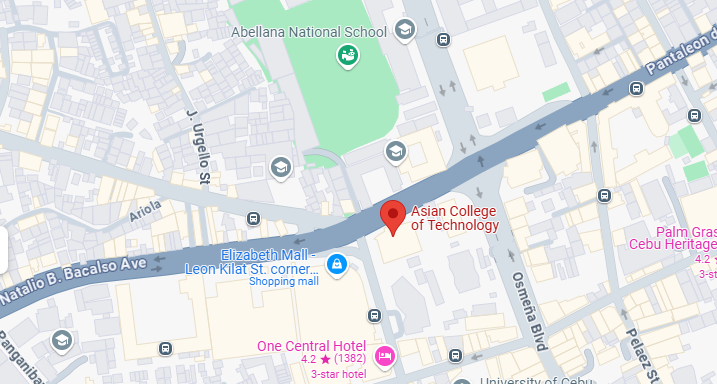 Abellana National School
Pantaleon d
J. Urgello St
Ariola
Asian College
of Technology
Palm Gras
Cebu Heritage
4.2
3-st
Elizabeth Mall -
Leon Kilat St. corner...
Shopping mall
Natalio B. Bacalso Ave
Osmeña Blvd
Panganiba
One Central Hotel
4.2 ★ (1382)
3-star hotel
Pelaez St
University of Cebu